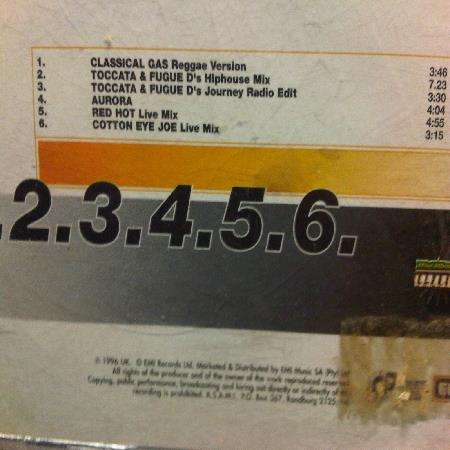 1. CLASSICAL GAS Reggae Version 3:46
2. TOCCATA & FUGUE D's Hiphouse Mix 7.23
3. TOCCATA & FUGUE D's Journey Radio Edit 3:30
4. AURORA 4:04
5. RED HOT Live Mix 4:55
6. COTTON EYE JOE Live Mix 3:15
.2.3.4.5.6.
℗ 1996 UK. © EMI Records Ltd. Marketed & Distributed by EMI Music SA (Pty)
All rights of the producer and of the owner of the work reproduced reserved
Copying, public performance, broadcasting and hiring out directly or indirectly of
recording is prohibited. R.S.A.M.I. P.O. Box 367, Randburg 2125